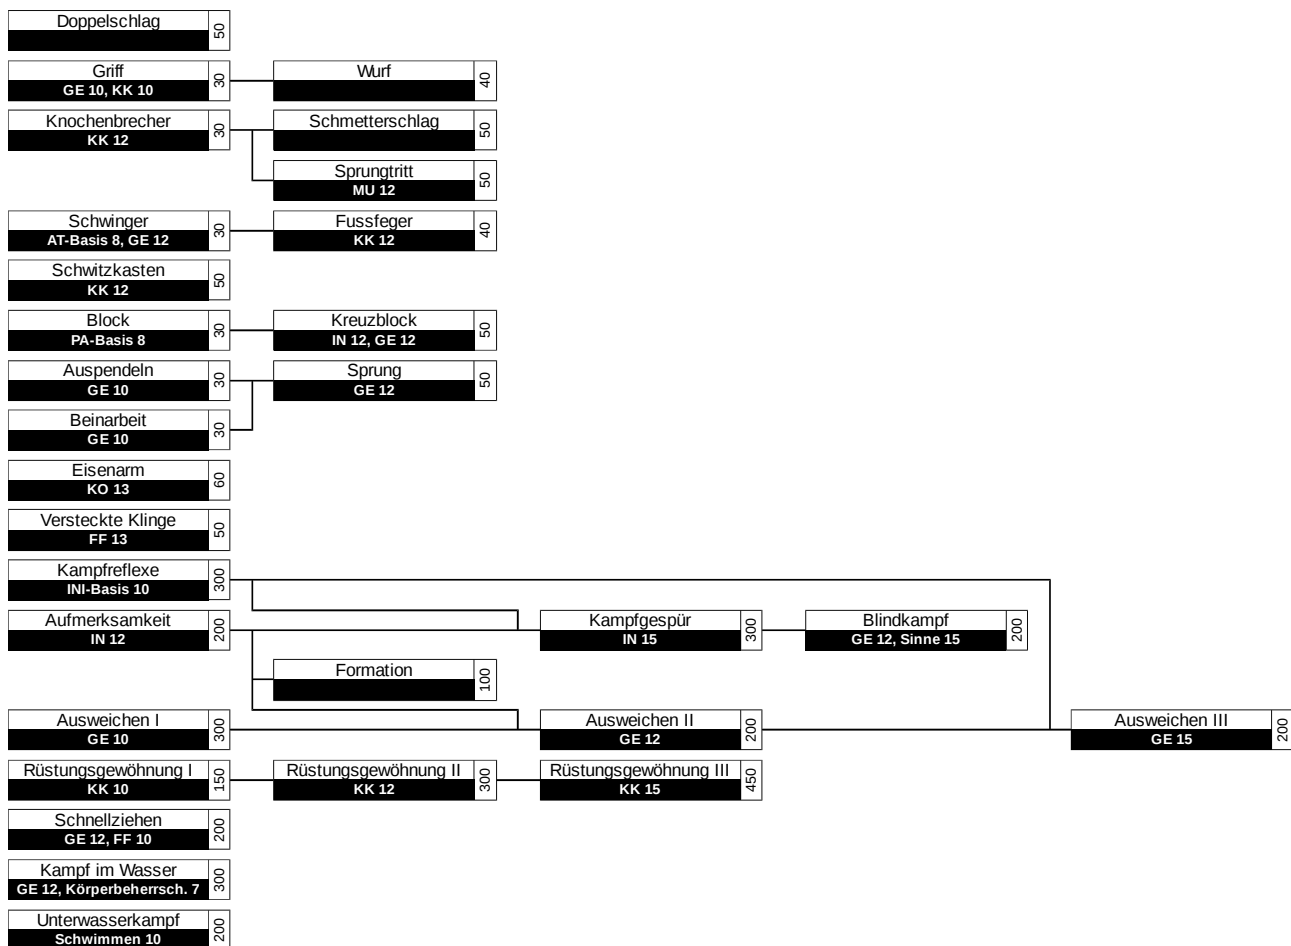 Doppelschlag
50
Griff
GE 10, KK 10
30
Wurf
40
Knochenbrecher
KK 12
30
Schmetterschlag
50
Sprungtritt
MU 12
50
Schwinger
AT-Basis 8, GE 12
30
Fussfeger
KK 12
40
Schwitzkasten
KK 12
50
Block
PA-Basis 8
30
Kreuzblock
IN 12, GE 12
50
Auspendeln
GE 10
30
Sprung
GE 12
50
Beinarbeit
GE 10
30
Eisenarm
KO 13
60
Versteckte Klinge
FF 13
50
Kampfreflexe
INI-Basis 10
300
Aufmerksamkeit
IN 12
200
Kampfgespür
IN 15
300
Blindkampf
GE 12, Sinne 15
200
Formation
100
Ausweichen I
GE 10
300
Ausweichen II
GE 12
200
Ausweichen III
GE 15
200
Rüstungsgewöhnung I
KK 10
150
Rüstungsgewöhnung II
KK 12
300
Rüstungsgewöhnung III
KK 15
450
Schnellziehen
GE 12, FF 10
200
Kampf im Wasser
GE 12, Körperbeherrsch. 7
300
Unterwasserkampf
Schwimmen 10
200